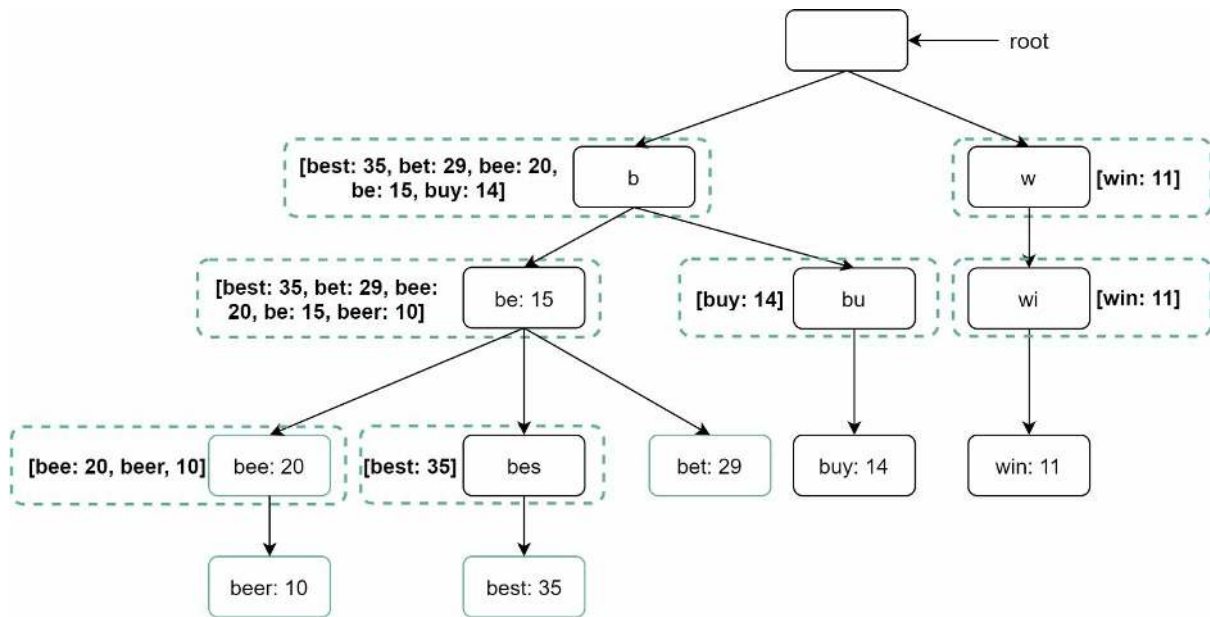 root
[best: 35, bet: 29, bee: 20,
be: 15, buy: 14]
b
w
[win: 11]
[best: 35, bet: 29, bee:
20, be: 15, beer: 10]
be: 15
[buy: 14]
bu
wi
[win: 11]
[bee: 20, beer, 10]
bee: 20
[best: 35]
bes
bet: 29
buy: 14
win: 11
beer: 10
best: 35